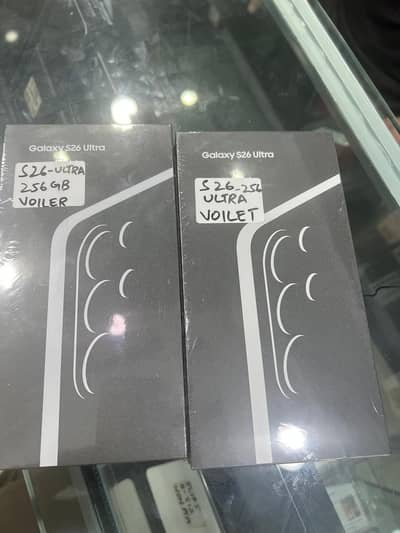 Galaxy S26 Ultra
S26-ULTRA
256GB
VOILER
Galaxy S26 Ultra
S26-256
ULTRA
VOILET